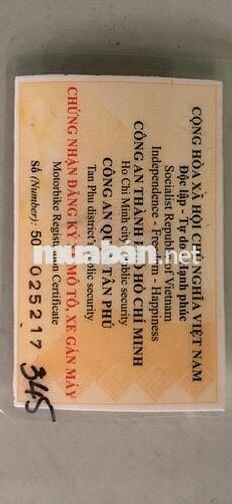 CỘNG HÒA XÃ HỘI CHỦ NGHĨA VIỆT NAM
Độc lập - Tự do - Hạnh phúc
Socialist Republic of Vietnam
Independence - Freedom - Happiness
CÔNG AN THÀNH PHỐ HỒ CHÍ MINH
Ho Chi Minh city's public security
CÔNG AN QUẬN TÂN PHÚ
Tan Phu district's public security
CHỨNG NHẬN ĐĂNG KÝ XE MÔ TÔ, XE GẮN MÁY
Motorbike Registration Certificate
Số (Number): 50 025217
345
muaban.net